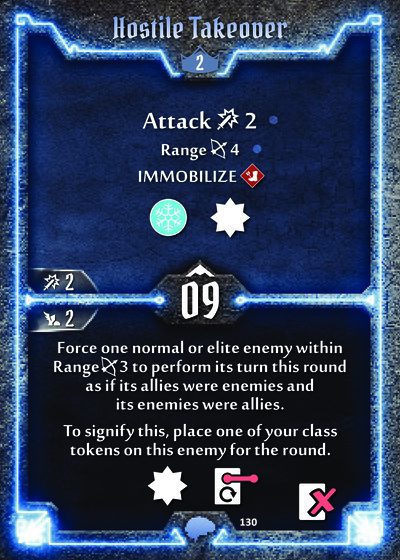 Hostile Takeover
2
Attack 2
Range 4
IMMOBILIZE
2
09
2
Force one normal or elite enemy within
Range 3 to perform its turn this round
as if its allies were enemies and
its enemies were allies.
To signify this, place one of your class
tokens on this enemy for the round.
130